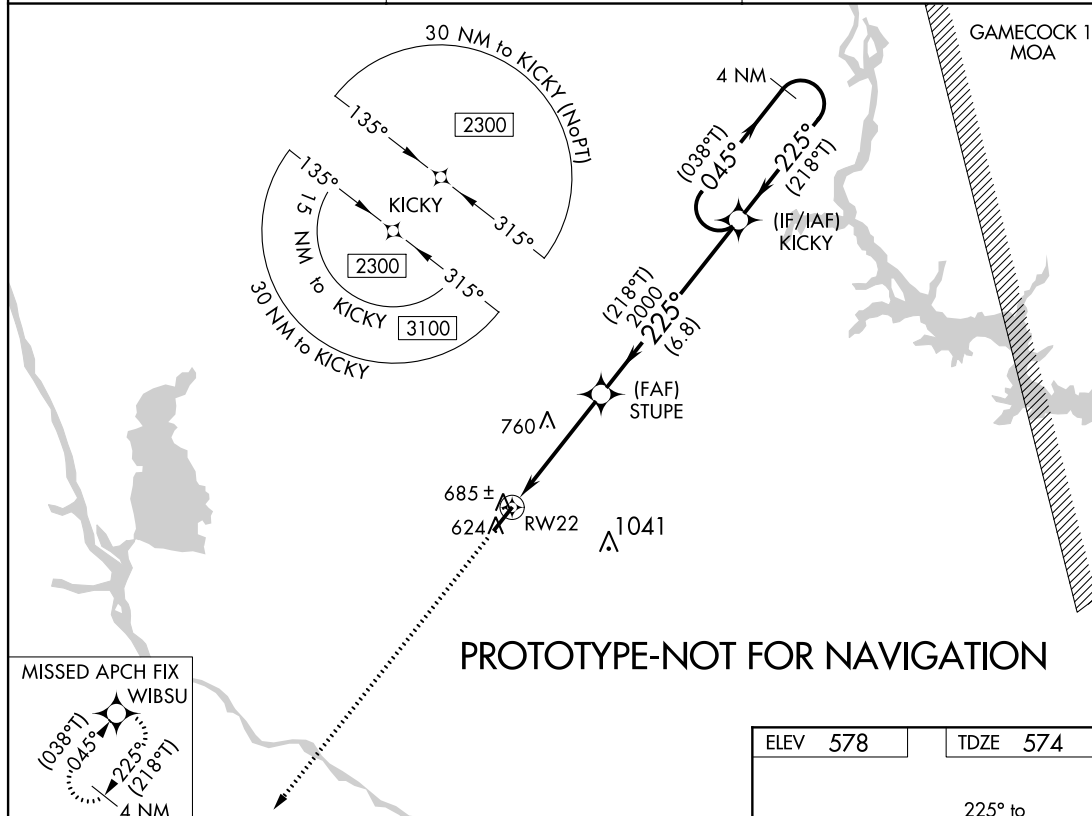 30 NM to KICKY (NoPT)
GAMECOCK 1
MOA
4 NM
135°
2300
(038°T)
045°
225°
(218°T)
135°
KICKY
315°
(IF/IAF)
KICKY
15 NM to KICKY
2300
315°
30 NM to KICKY
3100
(218°T)
2000
225°
(6.8)
(FAF)
STUPE
760
685 ±
624
RW22
1041
PROTOTYPE-NOT FOR NAVIGATION
MISSED APCH FIX
WIBSU
(038°T)
045°
225°
(218°T)
4 NM
ELEV 578
TDZE 574
225° to